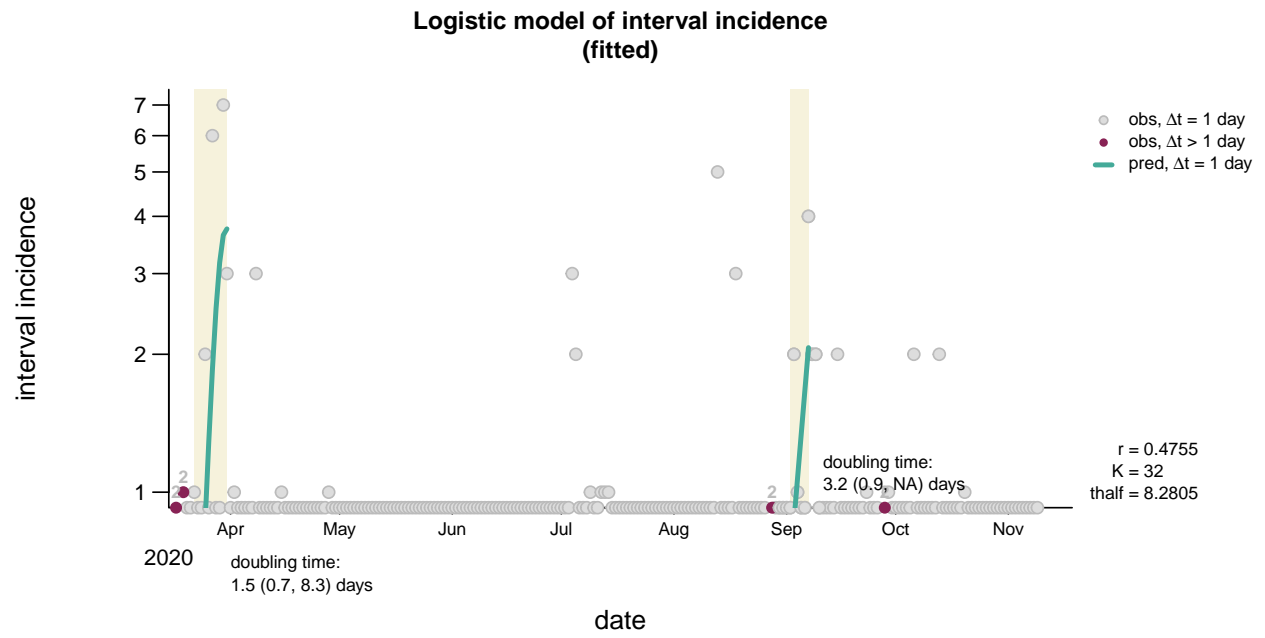 Logistic model of interval incidence
(fitted)
interval incidence
7
6
5
4
3
2
1
obs, Δt = 1 day
obs, Δt > 1 day
pred, Δt = 1 day
2
2
2
2
doubling time:
3.2 (0.9, NA) days
r = 0.4755
K = 32
thalf = 8.2805
Apr May Jun Jul Aug Sep Oct Nov
2020
doubling time:
1.5 (0.7, 8.3) days
date